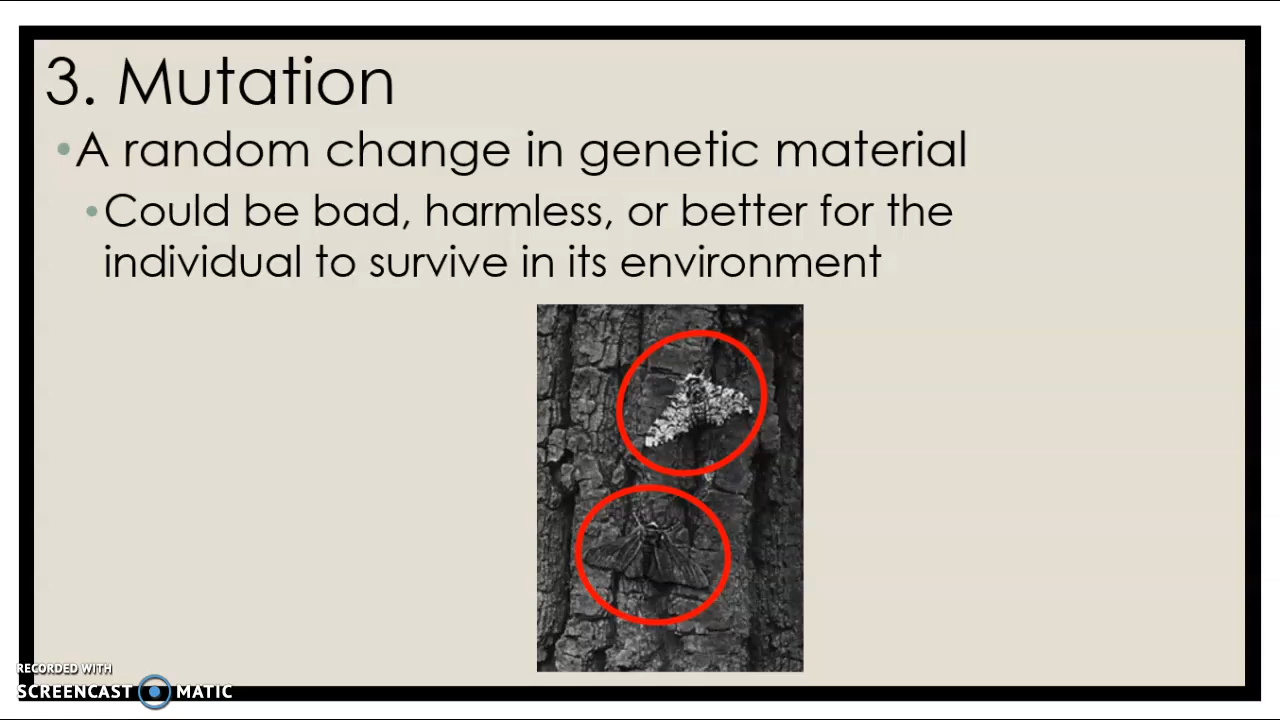 3. Mutation
•A random change in genetic material
•Could be bad, harmless, or better for the
individual to survive in its environment
RECORDED WITH
SCREENCAST MATIC